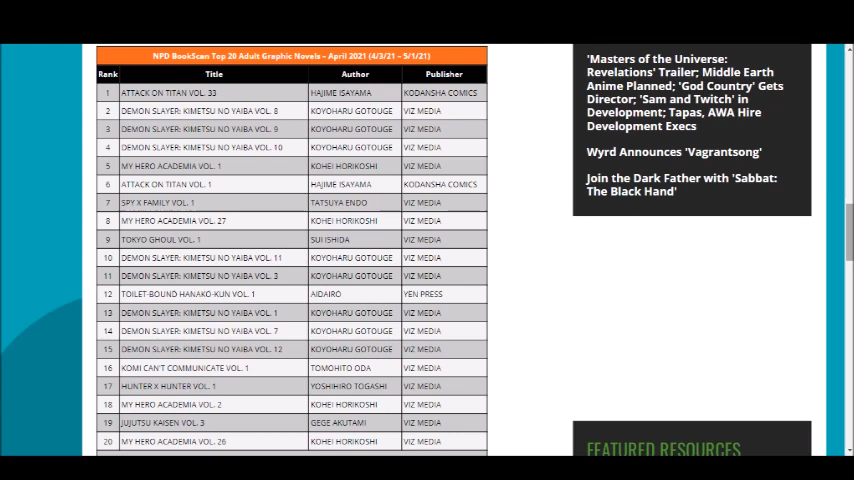 NPD BookScan Top 20 Adult Graphic Novels – April 2021 (4/3/21 – 5/1/21)
Rank Title Author Publisher
1 ATTACK ON TITAN VOL. 33 HAJIME ISAYAMA KODANSHA COMICS
2 DEMON SLAYER: KIMETSU NO YAIBA VOL. 8 KOYOHARU GOTOUGE VIZ MEDIA
3 DEMON SLAYER: KIMETSU NO YAIBA VOL. 9 KOYOHARU GOTOUGE VIZ MEDIA
4 DEMON SLAYER: KIMETSU NO YAIBA VOL. 10 KOYOHARU GOTOUGE VIZ MEDIA
5 MY HERO ACADEMIA VOL. 1 KOHEI HORIKOSHI VIZ MEDIA
6 ATTACK ON TITAN VOL. 1 HAJIME ISAYAMA KODANSHA COMICS
7 SPY X FAMILY VOL. 1 TATSUYA ENDO VIZ MEDIA
8 MY HERO ACADEMIA VOL. 27 KOHEI HORIKOSHI VIZ MEDIA
9 TOKYO GHOUL VOL. 1 SUI ISHIDA VIZ MEDIA
10 DEMON SLAYER: KIMETSU NO YAIBA VOL. 11 KOYOHARU GOTOUGE VIZ MEDIA
11 DEMON SLAYER: KIMETSU NO YAIBA VOL. 3 KOYOHARU GOTOUGE VIZ MEDIA
12 TOILET-BOUND HANAKO-KUN VOL. 1 AIDAIRO YEN PRESS
13 DEMON SLAYER: KIMETSU NO YAIBA VOL. 1 KOYOHARU GOTOUGE VIZ MEDIA
14 DEMON SLAYER: KIMETSU NO YAIBA VOL. 7 KOYOHARU GOTOUGE VIZ MEDIA
15 DEMON SLAYER: KIMETSU NO YAIBA VOL. 12 KOYOHARU GOTOUGE VIZ MEDIA
16 KOMI CAN'T COMMUNICATE VOL. 1 TOMOHITO ODA VIZ MEDIA
17 HUNTER X HUNTER VOL. 1 YOSHIHIRO TOGASHI VIZ MEDIA
18 MY HERO ACADEMIA VOL. 2 KOHEI HORIKOSHI VIZ MEDIA
19 JUJUTSU KAISEN VOL. 3 GEGE AKUTAMI VIZ MEDIA
20 MY HERO ACADEMIA VOL. 26 KOHEI HORIKOSHI VIZ MEDIA
'Masters of the Universe:
Revelations' Trailer; Middle Earth
Anime Planned; 'God Country' Gets
Director; 'Sam and Twitch' in
Development; Tapas, AWA Hire
Development Execs
Wyrd Announces 'Vagrantsong'
Join the Dark Father with 'Sabbat:
The Black Hand'
FEATURED RESOURCES